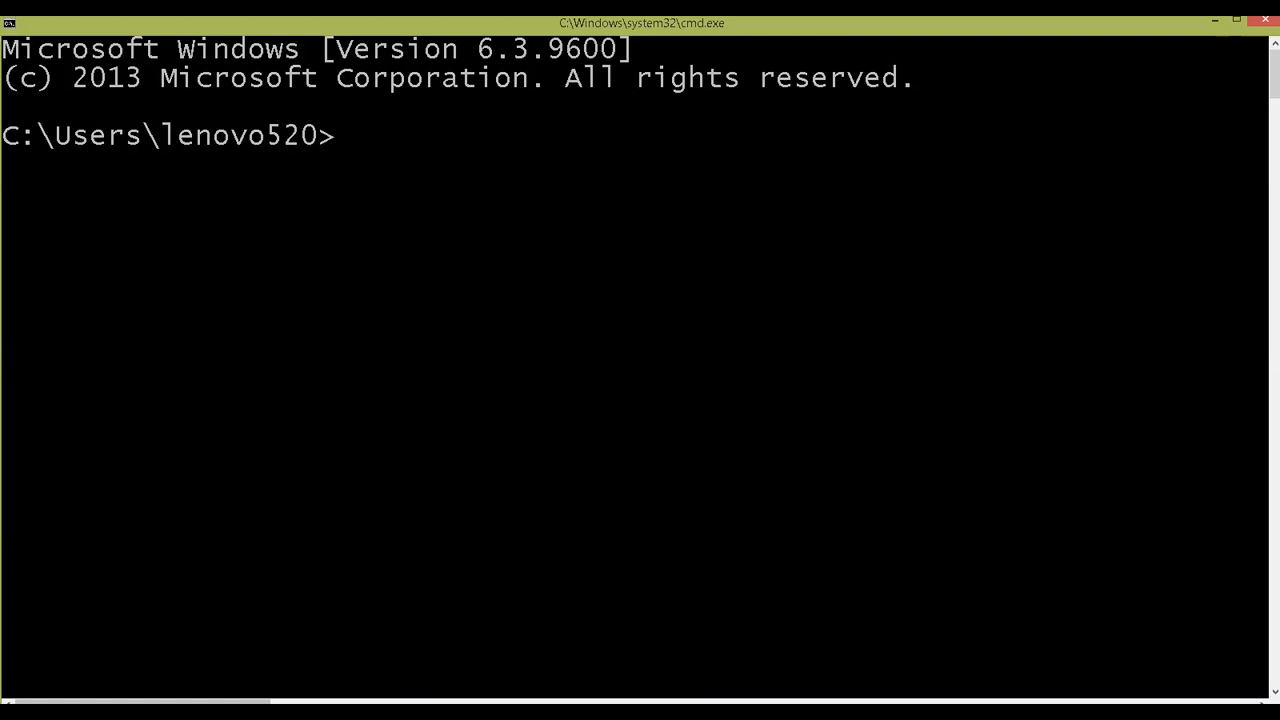 C:\Windows\system32\cmd.exe
Microsoft Windows [Version 6.3.9600]
(c) 2013 Microsoft Corporation. All rights reserved.
C:\Users\lenovo520>